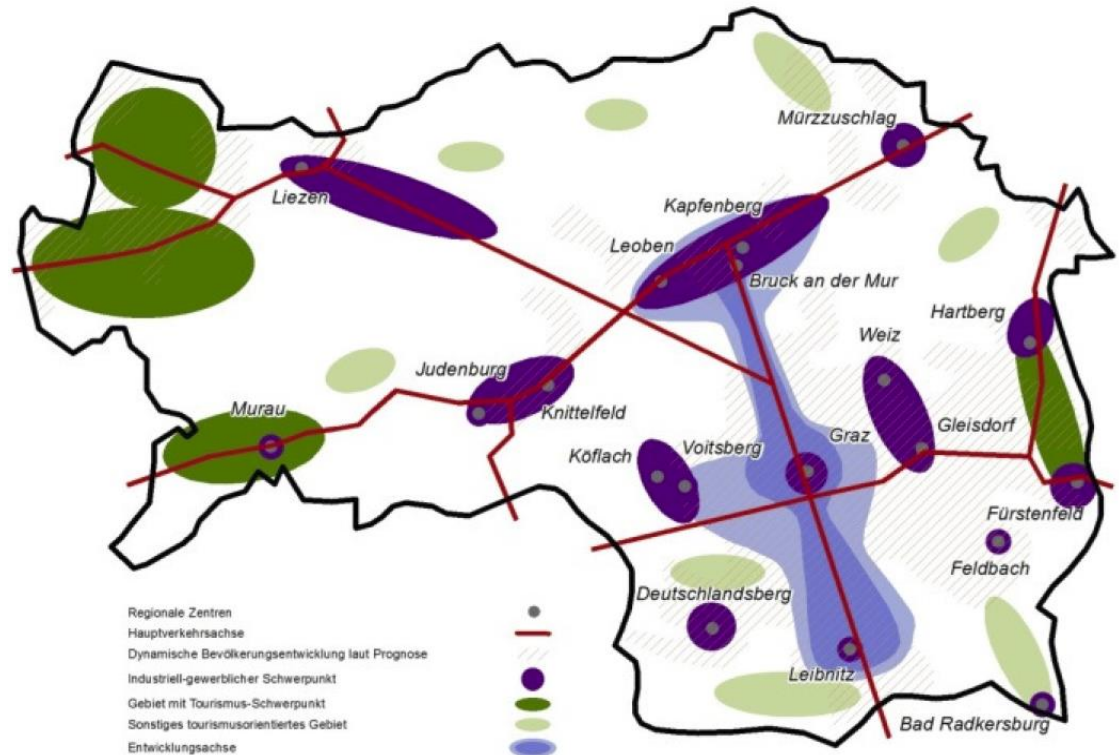 Mürzzuschlag
Liezen
Kapfenberg
Leoben
Bruck an der Mur
Hartberg
Weiz
Judenburg
Knittelfeld
Murau
Gleisdorf
Voitsberg
Graz
Köflach
Fürstenfeld
Feldbach
Deutschlandsberg
Leibnitz
Bad Radkersburg
Regionale Zentren
Hauptverkehrsachse
Dynamische Bevölkerungsentwicklung laut Prognose
Industriell-gewerblicher Schwerpunkt
Gebiet mit Tourismus-Schwerpunkt
Sonstiges tourismusorientiertes Gebiet
Entwicklungsachse